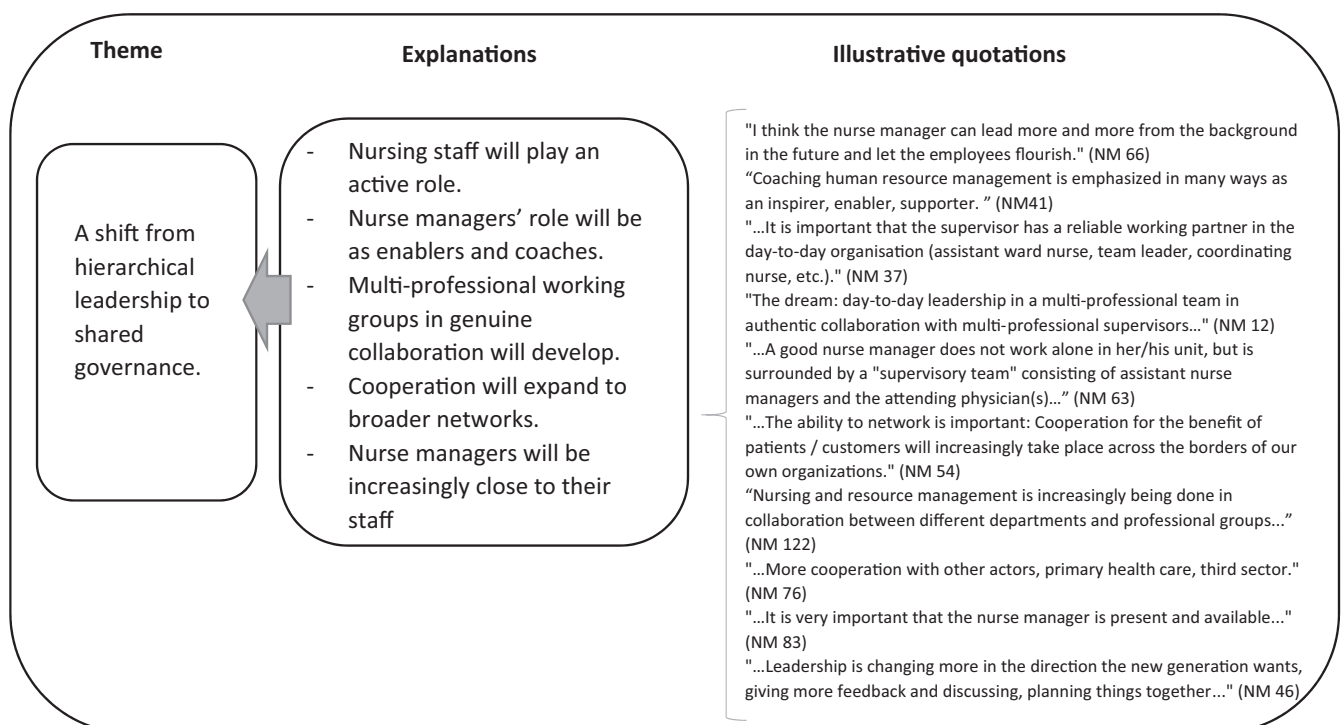 Theme
Explanations
Illustrative quotations
A shift from
hierarchical
leadership to
shared
governance.
- Nursing staff will play an
active role.
- Nurse managers’ role will be
as enablers and coaches.
- Multi-professional working
groups in genuine
collaboration will develop.
- Cooperation will expand to
broader networks.
- Nurse managers will be
increasingly close to their
staff
"I think the nurse manager can lead more and more from the background
in the future and let the employees flourish." (NM 66)
“Coaching human resource management is emphasized in many ways as
an inspirer, enabler, supporter. ” (NM41)
"...It is important that the supervisor has a reliable working partner in the
day-to-day organisation (assistant ward nurse, team leader, coordinating
nurse, etc.)." (NM 37)
"The dream: day-to-day leadership in a multi-professional team in
authentic collaboration with multi-professional supervisors..." (NM 12)
"...A good nurse manager does not work alone in her/his unit, but is
surrounded by a "supervisory team" consisting of assistant nurse
managers and the attending physician(s)...” (NM 63)
"...The ability to network is important: Cooperation for the benefit of
patients / customers will increasingly take place across the borders of our
own organizations." (NM 54)
“Nursing and resource management is increasingly being done in
collaboration between different departments and professional groups...”
(NM 122)
"...More cooperation with other actors, primary health care, third sector."
(NM 76)
"...It is very important that the nurse manager is present and available..."
(NM 83)
"...Leadership is changing more in the direction the new generation wants,
giving more feedback and discussing, planning things together..." (NM 46)